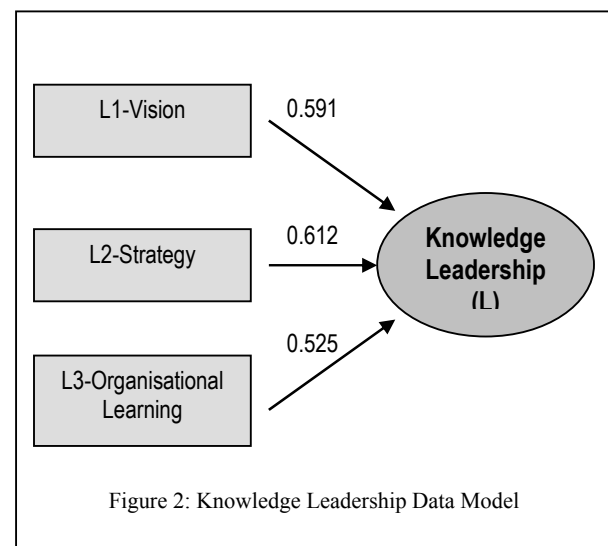 L1-Vision
0.591
L2-Strategy
0.612
Knowledge
Leadership
(L)
L3-Organisational
Learning
0.525
Figure 2: Knowledge Leadership Data Model